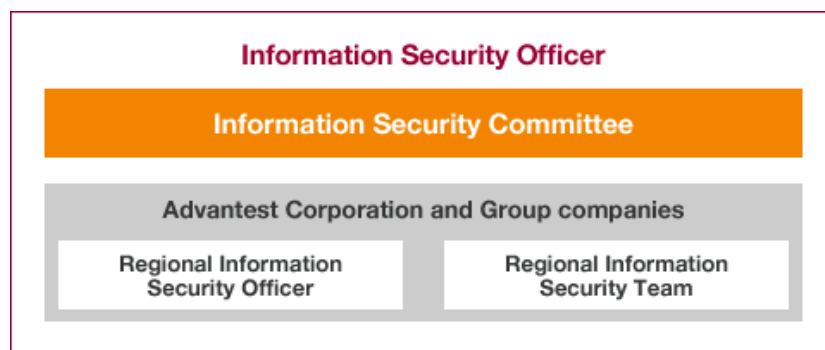 Information Security Officer
Information Security Committee
Advantest Corporation and Group companies
Regional Information
Security Officer
Regional Information
Security Team